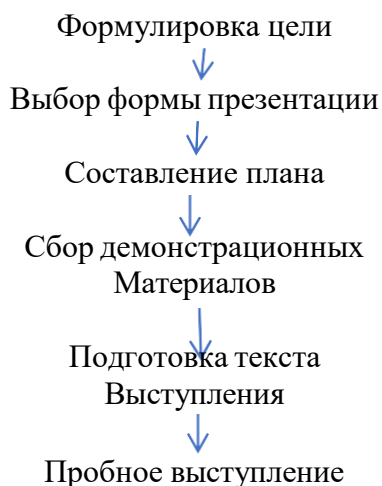 Формулировка цели
Выбор формы презентации
Составление плана
Сбор демонстрационных
Материалов
Подготовка текста
Выступления
Пробное выступление